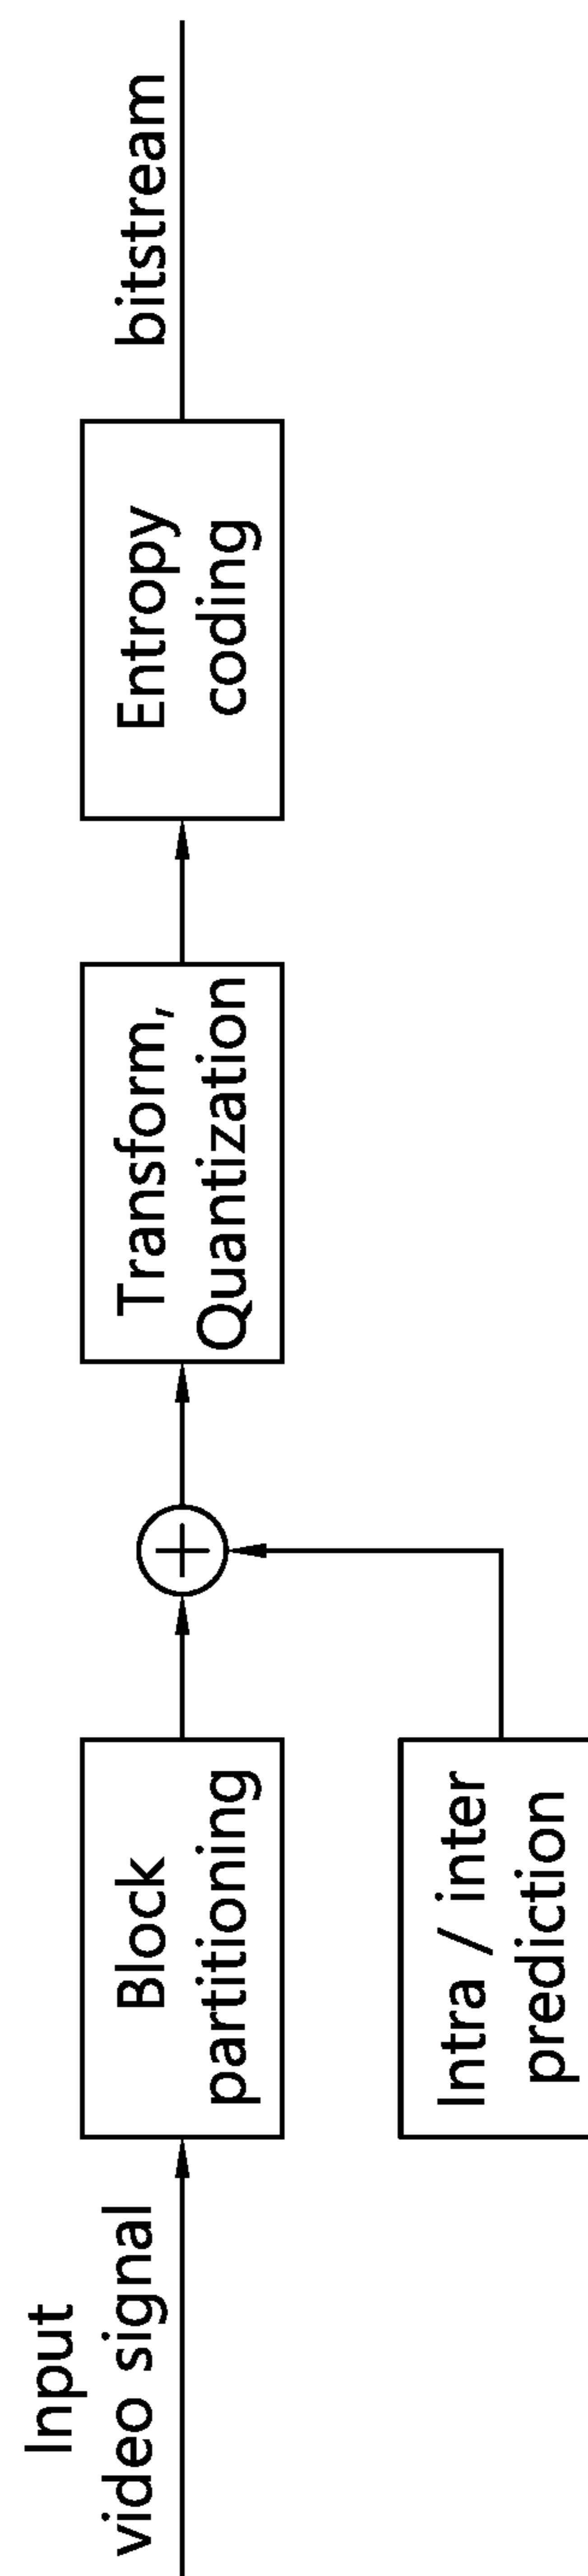 Input
video signal
Block
partitioning
Intra / inter
prediction
Transform,
Quantization
Entropy
coding
bitstream